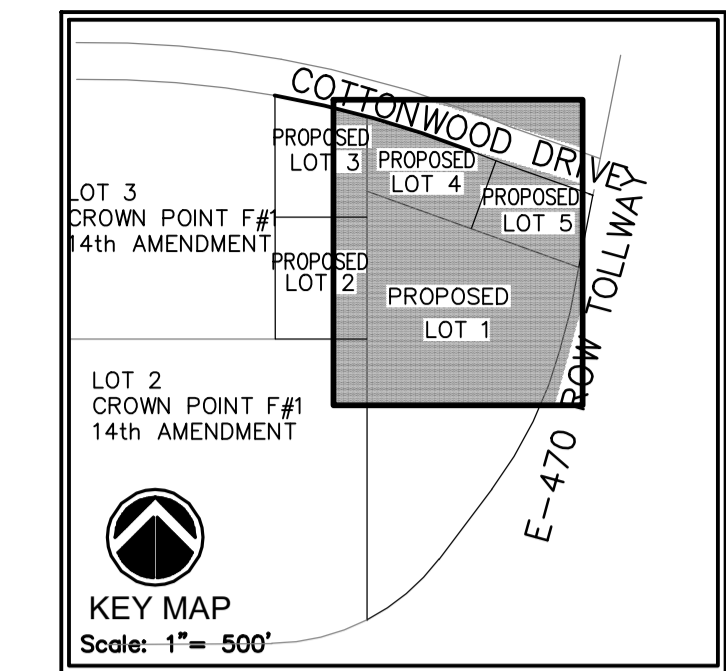 COTTONWOOD DRIVE
PROPOSED
LOT 3
PROPOSED
LOT 4
PROPOSED
LOT 5
LOT 3
CROWN POINT F#1
14th AMENDMENT
PROPOSED
LOT 2
PROPOSED
LOT 1
E-470 ROW TOLLWAY
LOT 2
CROWN POINT F#1
14th AMENDMENT
KEY MAP
Scale: 1"= 500'